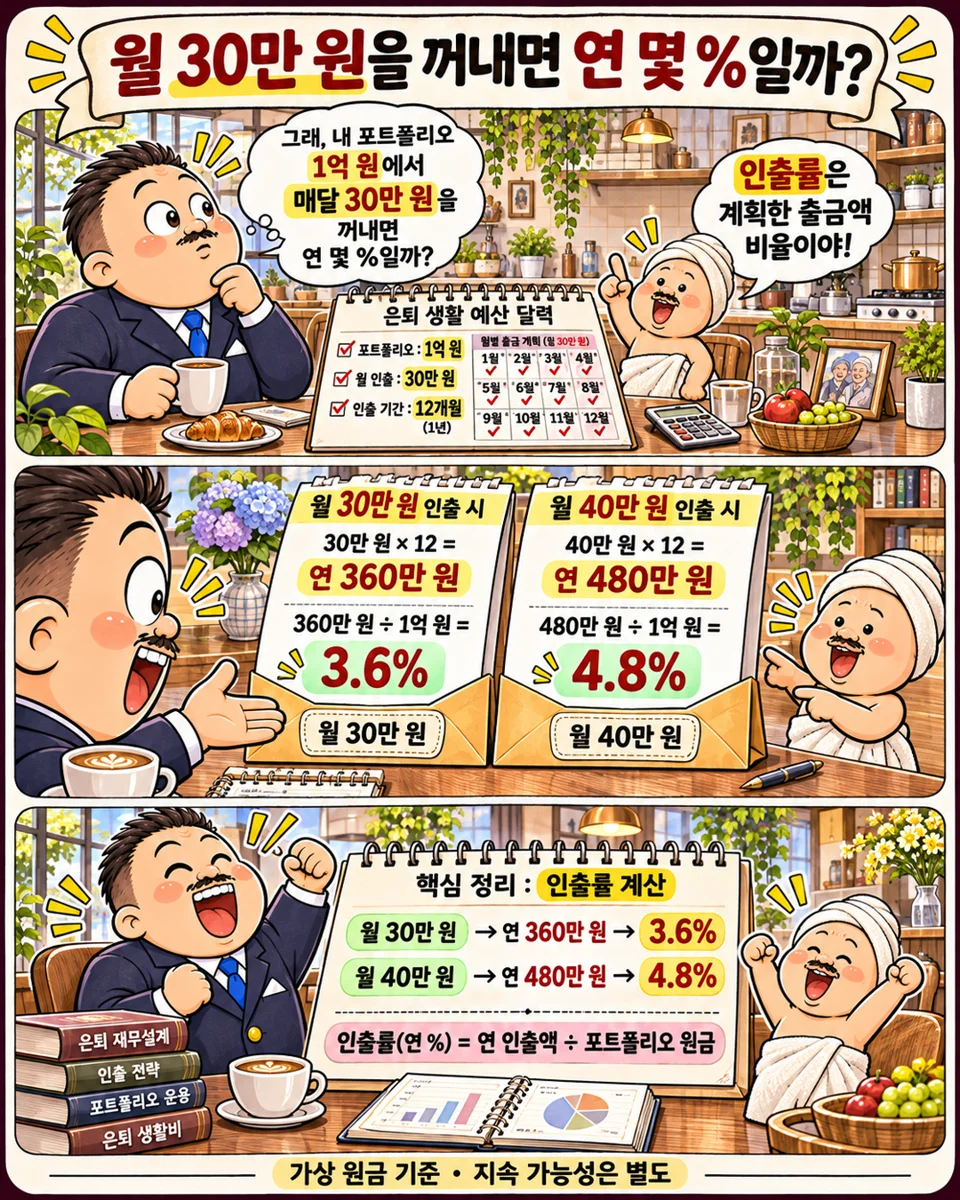 월 30만 원을 꺼내면 연 몇 %일까?
그래, 내 포트폴리오
1억 원에서
매달 30만 원을
꺼내면
연 몇 %일까?
인출률은
계획한 출금액
비율이야!
은퇴 생활 예산 달력
포트폴리오 : 1억 원
월 인출 : 30만 원
인출 기간 : 12개월
(1년)
월별 출금 계획 (월 30만 원)
1월 2월 3월 4월
5월 6월 7월 8월
9월 10월 11월 12월
월 30만 원 인출 시
30만 원 × 12 =
연 360만 원
360만 원 ÷ 1억 원 =
3.6%
월 30만 원
월 40만 원 인출 시
40만 원 × 12 =
연 480만 원
480만 원 ÷ 1억 원 =
4.8%
월 40만 원
핵심 정리 : 인출률 계산
월 30만 원 → 연 360만 원 → 3.6%
월 40만 원 → 연 480만 원 → 4.8%
인출률(연 %) = 연 인출액 ÷ 포트폴리오 원금
은퇴 재무설계
인출 전략
포트폴리오 운용
은퇴 생활비
가상 원금 기준 • 지속 가능성은 별도